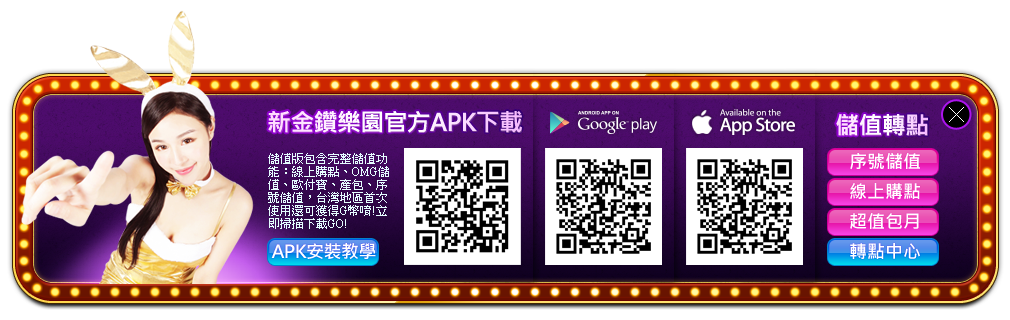 新金鑽樂園官方APK下載
儲值版包含完整儲值功
能：線上購點、OMG儲
值、歐付寶、產包、序
號儲值，台灣地區首次
使用還可獲得G幣唷!立
即掃描下載GO!
APK安裝教學
ANDROID APP ON
Google play
Available on the
App Store
儲值轉點
序號儲值
線上購點
超值包月
轉點中心